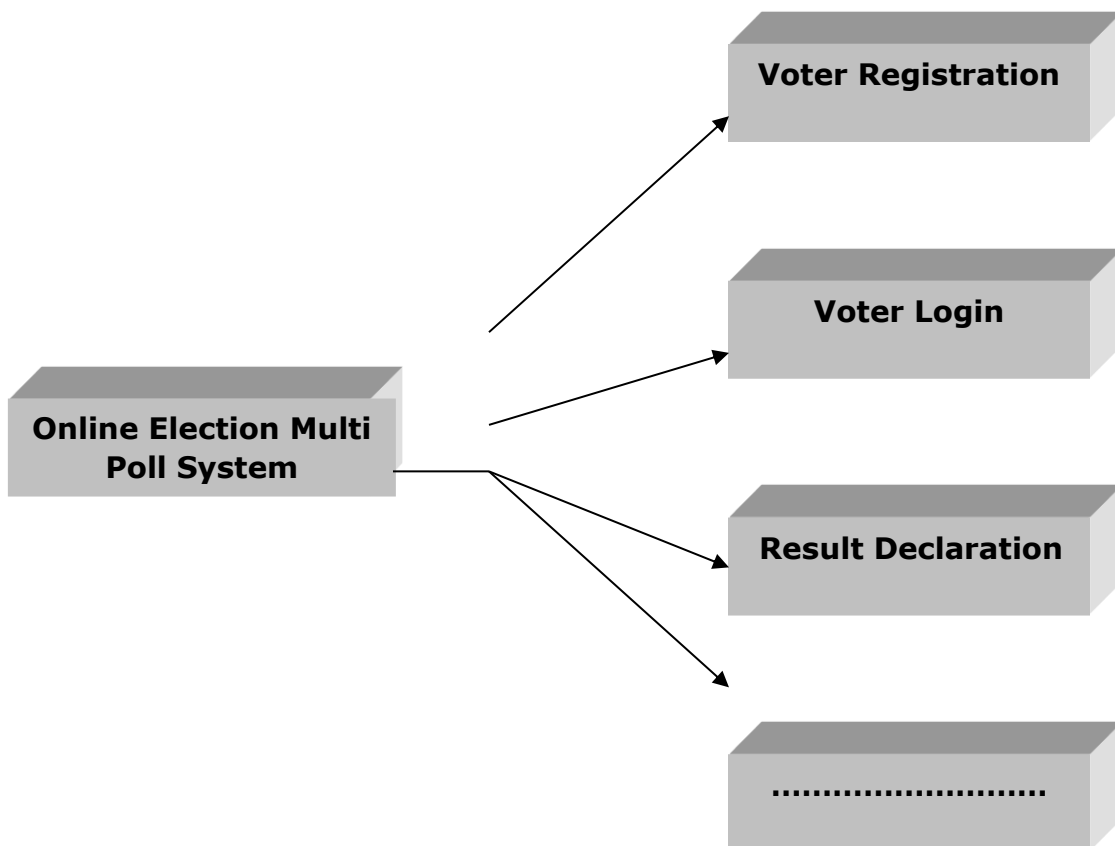 Voter Registration
Voter Login
Online Election Multi
Poll System
Result Declaration
...........................